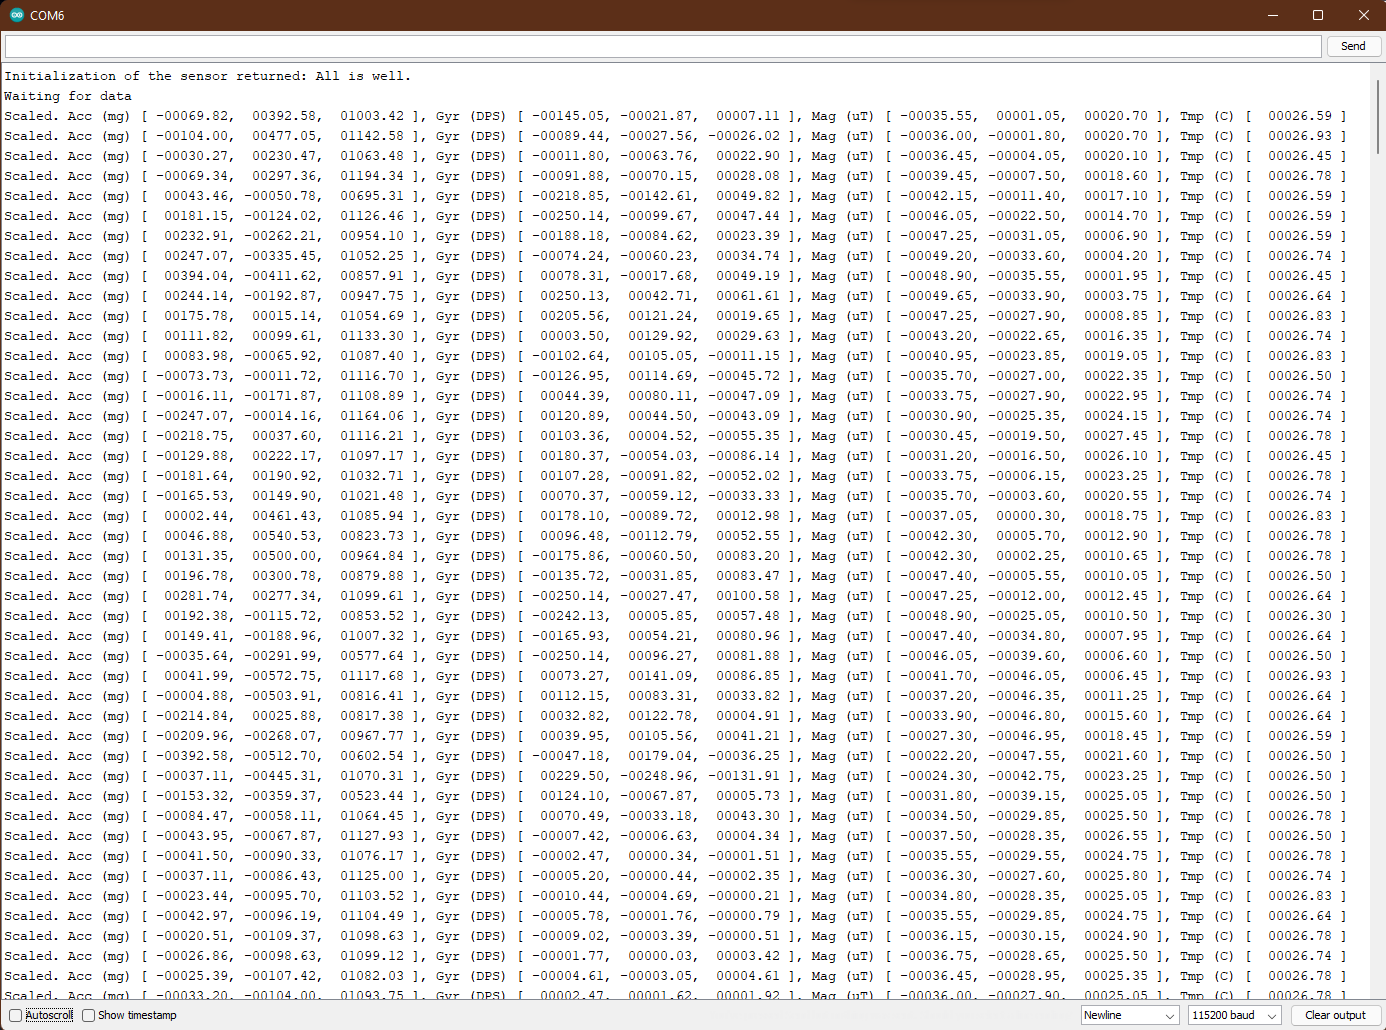 COM6
Send
Initialization of the sensor returned: All is well.
Waiting for data
Scaled. Acc (mg) [ -00069.82,  00392.58,  01003.42 ], Gyr (DPS) [ -00145.05, -00021.87,  00007.11 ], Mag (uT) [ -00035.55,  00001.05,  00020.70 ], Tmp (C) [  00026.59 ]
Scaled. Acc (mg) [ -00104.00,  00477.05,  01142.58 ], Gyr (DPS) [ -00089.44, -00027.56, -00026.02 ], Mag (uT) [ -00036.00, -00001.80,  00020.70 ], Tmp (C) [  00026.93 ]
Scaled. Acc (mg) [ -00030.27,  00230.47,  01063.48 ], Gyr (DPS) [ -00011.80, -00063.76,  00022.90 ], Mag (uT) [ -00036.45, -00004.05,  00020.10 ], Tmp (C) [  00026.45 ]
Scaled. Acc (mg) [ -00069.34,  00297.36,  01194.34 ], Gyr (DPS) [ -00091.88, -00070.15,  00028.08 ], Mag (uT) [ -00039.45, -00007.50,  00018.60 ], Tmp (C) [  00026.78 ]
Scaled. Acc (mg) [  00043.46, -00050.78,  00695.31 ], Gyr (DPS) [ -00218.85, -00142.61,  00049.82 ], Mag (uT) [ -00042.15, -00011.40,  00017.10 ], Tmp (C) [  00026.59 ]
Scaled. Acc (mg) [  00181.15, -00124.02,  01126.46 ], Gyr (DPS) [ -00250.14, -00099.67,  00047.44 ], Mag (uT) [ -00046.05, -00022.50,  00014.70 ], Tmp (C) [  00026.59 ]
Scaled. Acc (mg) [  00232.91, -00262.21,  00954.10 ], Gyr (DPS) [ -00188.18, -00084.62,  00023.39 ], Mag (uT) [ -00047.25, -00031.05,  00006.90 ], Tmp (C) [  00026.59 ]
Scaled. Acc (mg) [  00247.07, -00335.45,  01052.25 ], Gyr (DPS) [ -00074.24, -00060.23,  00034.74 ], Mag (uT) [ -00049.20, -00033.60,  00004.20 ], Tmp (C) [  00026.74 ]
Scaled. Acc (mg) [  00394.04, -00411.62,  00857.91 ], Gyr (DPS) [  00078.31, -00017.68,  00049.19 ], Mag (uT) [ -00048.90, -00035.55,  00001.95 ], Tmp (C) [  00026.45 ]
Scaled. Acc (mg) [  00244.14, -00192.87,  00947.75 ], Gyr (DPS) [  00250.13,  00042.71,  00061.61 ], Mag (uT) [ -00049.65, -00033.90,  00003.75 ], Tmp (C) [  00026.64 ]
Scaled. Acc (mg) [  00175.78,  00015.14,  01054.69 ], Gyr (DPS) [  00205.56,  00121.24,  00019.65 ], Mag (uT) [ -00047.25, -00027.90,  00008.85 ], Tmp (C) [  00026.83 ]
Scaled. Acc (mg) [  00111.82,  00099.61,  01133.30 ], Gyr (DPS) [  00003.50,  00129.92,  00029.63 ], Mag (uT) [ -00043.20, -00022.65,  00016.35 ], Tmp (C) [  00026.74 ]
Scaled. Acc (mg) [  00083.98, -00065.92,  01087.40 ], Gyr (DPS) [ -00102.64,  00105.05, -00011.15 ], Mag (uT) [ -00040.95, -00023.85,  00019.05 ], Tmp (C) [  00026.83 ]
Scaled. Acc (mg) [ -00073.73, -00011.72,  01116.70 ], Gyr (DPS) [ -00126.95,  00114.69, -00045.72 ], Mag (uT) [ -00035.70, -00027.00,  00022.35 ], Tmp (C) [  00026.50 ]
Scaled. Acc (mg) [ -00016.11, -00171.87,  01108.89 ], Gyr (DPS) [  00044.39,  00080.11, -00047.09 ], Mag (uT) [ -00033.75, -00027.90,  00022.95 ], Tmp (C) [  00026.74 ]
Scaled. Acc (mg) [ -00247.07, -00014.16,  01164.06 ], Gyr (DPS) [  00120.89,  00044.50, -00043.09 ], Mag (uT) [ -00030.90, -00025.35,  00024.15 ], Tmp (C) [  00026.74 ]
Scaled. Acc (mg) [ -00218.75,  00037.60,  01116.21 ], Gyr (DPS) [  00103.36,  00004.52, -00055.35 ], Mag (uT) [ -00030.45, -00019.50,  00027.45 ], Tmp (C) [  00026.78 ]
Scaled. Acc (mg) [ -00129.88,  00222.17,  01097.17 ], Gyr (DPS) [  00180.37, -00054.03, -00086.14 ], Mag (uT) [ -00031.20, -00016.50,  00026.10 ], Tmp (C) [  00026.45 ]
Scaled. Acc (mg) [ -00181.64,  00190.92,  01032.71 ], Gyr (DPS) [  00107.28, -00091.82, -00052.02 ], Mag (uT) [ -00033.75, -00006.15,  00023.25 ], Tmp (C) [  00026.78 ]
Scaled. Acc (mg) [ -00165.53,  00149.90,  01021.48 ], Gyr (DPS) [  00070.37, -00059.12, -00033.33 ], Mag (uT) [ -00035.70, -00003.60,  00020.55 ], Tmp (C) [  00026.74 ]
Scaled. Acc (mg) [  00002.44,  00461.43,  01085.94 ], Gyr (DPS) [  00178.10, -00089.72,  00012.98 ], Mag (uT) [ -00037.05,  00000.30,  00018.75 ], Tmp (C) [  00026.83 ]
Scaled. Acc (mg) [  00046.88,  00540.53,  00823.73 ], Gyr (DPS) [  00096.48, -00112.79,  00052.55 ], Mag (uT) [ -00042.30,  00005.70,  00012.90 ], Tmp (C) [  00026.78 ]
Scaled. Acc (mg) [  00131.35,  00500.00,  00964.84 ], Gyr (DPS) [ -00175.86, -00060.50,  00083.20 ], Mag (uT) [ -00042.30,  00002.25,  00010.65 ], Tmp (C) [  00026.78 ]
Scaled. Acc (mg) [  00196.78,  00300.78,  00879.88 ], Gyr (DPS) [ -00135.72, -00031.85,  00083.47 ], Mag (uT) [ -00047.40, -00005.55,  00010.05 ], Tmp (C) [  00026.50 ]
Scaled. Acc (mg) [  00281.74,  00277.34,  01099.61 ], Gyr (DPS) [ -00250.14, -00027.47,  00100.58 ], Mag (uT) [ -00047.25, -00012.00,  00012.45 ], Tmp (C) [  00026.64 ]
Scaled. Acc (mg) [  00192.38, -00115.72,  00853.52 ], Gyr (DPS) [ -00242.13,  00005.85,  00057.48 ], Mag (uT) [ -00048.90, -00025.05,  00010.50 ], Tmp (C) [  00026.30 ]
Scaled. Acc (mg) [  00149.41, -00188.96,  01007.32 ], Gyr (DPS) [ -00165.93,  00054.21,  00080.96 ], Mag (uT) [ -00047.40, -00034.80,  00007.95 ], Tmp (C) [  00026.64 ]
Scaled. Acc (mg) [ -00035.64, -00291.99,  00577.64 ], Gyr (DPS) [ -00250.14,  00096.27,  00081.88 ], Mag (uT) [ -00046.05, -00039.60,  00006.60 ], Tmp (C) [  00026.50 ]
Scaled. Acc (mg) [  00041.99, -00572.75,  01117.68 ], Gyr (DPS) [  00073.27,  00141.09,  00086.85 ], Mag (uT) [ -00041.70, -00046.05,  00006.45 ], Tmp (C) [  00026.93 ]
Scaled. Acc (mg) [ -00004.88, -00503.91,  00816.41 ], Gyr (DPS) [  00112.15,  00083.31,  00033.82 ], Mag (uT) [ -00037.20, -00046.35,  00011.25 ], Tmp (C) [  00026.64 ]
Scaled. Acc (mg) [ -00214.84,  00025.88,  00817.38 ], Gyr (DPS) [  00032.82,  00122.78,  00004.91 ], Mag (uT) [ -00033.90, -00046.80,  00015.60 ], Tmp (C) [  00026.64 ]
Scaled. Acc (mg) [ -00209.96, -00268.07,  00967.77 ], Gyr (DPS) [  00039.95,  00105.56,  00041.21 ], Mag (uT) [ -00027.30, -00046.95,  00018.45 ], Tmp (C) [  00026.59 ]
Scaled. Acc (mg) [ -00392.58, -00512.70,  00602.54 ], Gyr (DPS) [ -00047.18,  00179.04, -00036.25 ], Mag (uT) [ -00022.20, -00047.55,  00021.60 ], Tmp (C) [  00026.50 ]
Scaled. Acc (mg) [ -00037.11, -00445.31,  01070.31 ], Gyr (DPS) [  00229.50, -00248.96, -00131.91 ], Mag (uT) [ -00024.30, -00042.75,  00023.25 ], Tmp (C) [  00026.50 ]
Scaled. Acc (mg) [ -00153.32, -00359.37,  00523.44 ], Gyr (DPS) [  00124.10, -00067.87,  00005.73 ], Mag (uT) [ -00031.80, -00039.15,  00025.05 ], Tmp (C) [  00026.50 ]
Scaled. Acc (mg) [ -00084.47, -00058.11,  01064.45 ], Gyr (DPS) [  00070.49, -00033.18,  00043.30 ], Mag (uT) [ -00034.50, -00029.85,  00025.50 ], Tmp (C) [  00026.78 ]
Scaled. Acc (mg) [ -00043.95, -00067.87,  01127.93 ], Gyr (DPS) [ -00007.42, -00006.63,  00004.34 ], Mag (uT) [ -00037.50, -00028.35,  00026.55 ], Tmp (C) [  00026.50 ]
Scaled. Acc (mg) [ -00041.50, -00090.33,  01076.17 ], Gyr (DPS) [ -00002.47,  00000.34, -00001.51 ], Mag (uT) [ -00035.55, -00029.55,  00024.75 ], Tmp (C) [  00026.78 ]
Scaled. Acc (mg) [ -00037.11, -00086.43,  01125.00 ], Gyr (DPS) [ -00005.20, -00000.44, -00002.35 ], Mag (uT) [ -00036.30, -00027.60,  00025.80 ], Tmp (C) [  00026.74 ]
Scaled. Acc (mg) [ -00023.44, -00095.70,  01103.52 ], Gyr (DPS) [ -00010.44, -00004.69, -00000.21 ], Mag (uT) [ -00034.80, -00028.35,  00025.05 ], Tmp (C) [  00026.83 ]
Scaled. Acc (mg) [ -00042.97, -00096.19,  01104.49 ], Gyr (DPS) [ -00005.78, -00001.76, -00000.79 ], Mag (uT) [ -00035.55, -00029.85,  00024.75 ], Tmp (C) [  00026.64 ]
Scaled. Acc (mg) [ -00020.51, -00109.37,  01098.63 ], Gyr (DPS) [ -00009.02, -00003.39, -00000.51 ], Mag (uT) [ -00036.15, -00030.15,  00024.90 ], Tmp (C) [  00026.78 ]
Scaled. Acc (mg) [ -00026.86, -00098.63,  01099.12 ], Gyr (DPS) [ -00001.77,  00000.03,  00003.42 ], Mag (uT) [ -00036.75, -00028.65,  00025.50 ], Tmp (C) [  00026.74 ]
Scaled. Acc (mg) [ -00025.39, -00107.42,  01082.03 ], Gyr (DPS) [ -00004.61, -00003.05,  00004.61 ], Mag (uT) [ -00036.45, -00028.95,  00025.35 ], Tmp (C) [  00026.78 ]
Scaled. Acc (mg) [ -00033.20, -00104.00,  01093.75 ], Gyr (DPS) [  00002.47,  00001.62,  00001.92 ], Mag (uT) [ -00036.00, -00027.90,  00025.05 ], Tmp (C) [  00026.78 ]
Autoscroll Show timestamp Newline 115200 baud Clear output